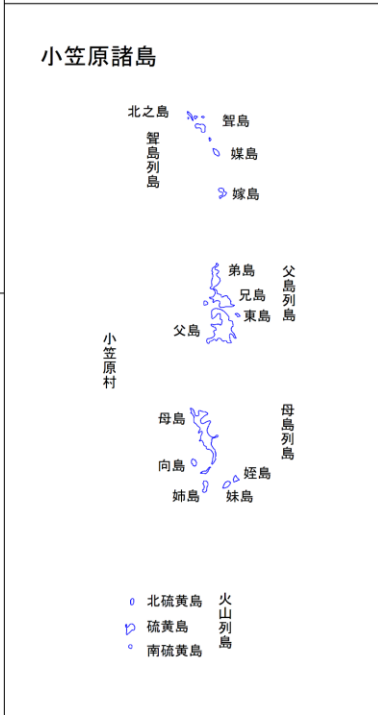 小笠原諸島
北之島
聟島
聟島列島
媒島
嫁島
弟島
父島列島
兄島
東島
父島
小笠原村
母島
母島列島
向島
姪島
姉島
妹島
北硫黄島
火山列島
硫黄島
南硫黄島